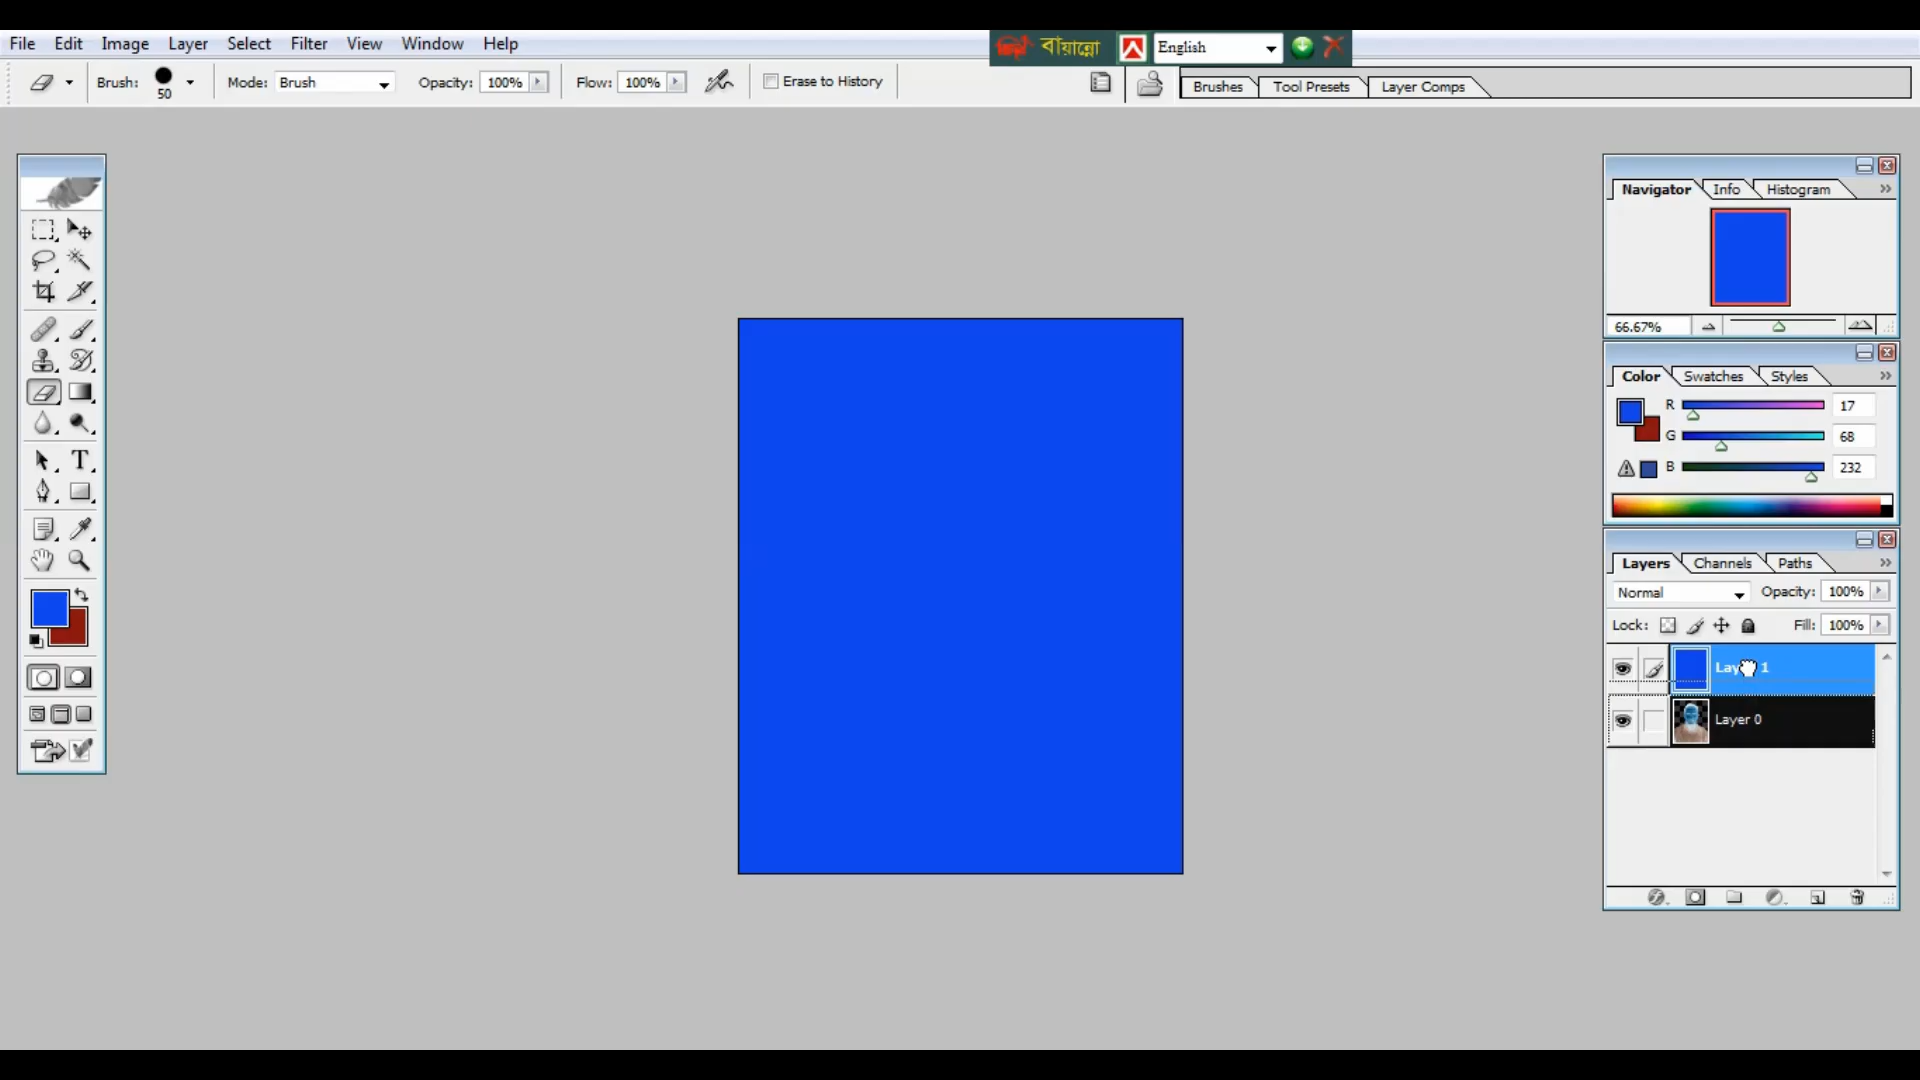 File Edit Image Layer Select Filter View Window Help
বায়ান্নো English
Brush: 50 Mode: Brush Opacity: 100% Flow: 100% Erase to History
Brushes Tool Presets Layer Comps
Navigator Info Histogram
66.67%
Color Swatches Styles
R 17
G 68
B 232
T
Layers Channels Paths
Normal Opacity: 100%
Lock: Fill: 100%
1
Layer 0